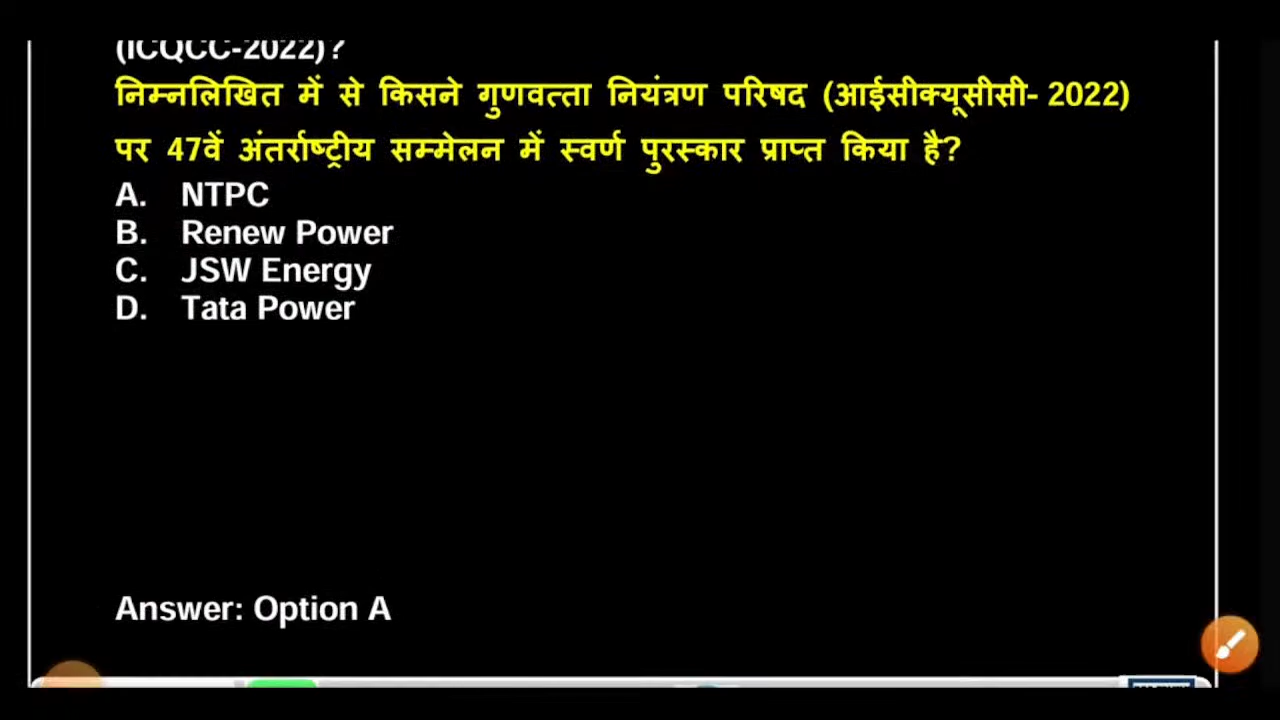 (ICQCC-2022)?
निम्नलिखित में से किसने गुणवत्ता नियंत्रण परिषद (आईसीक्यूसीसी- 2022)
पर 47वें अंतर्राष्ट्रीय सम्मेलन में स्वर्ण पुरस्कार प्राप्त किया है?
A. NTPC
B. Renew Power
C. JSW Energy
D. Tata Power
Answer: Option A